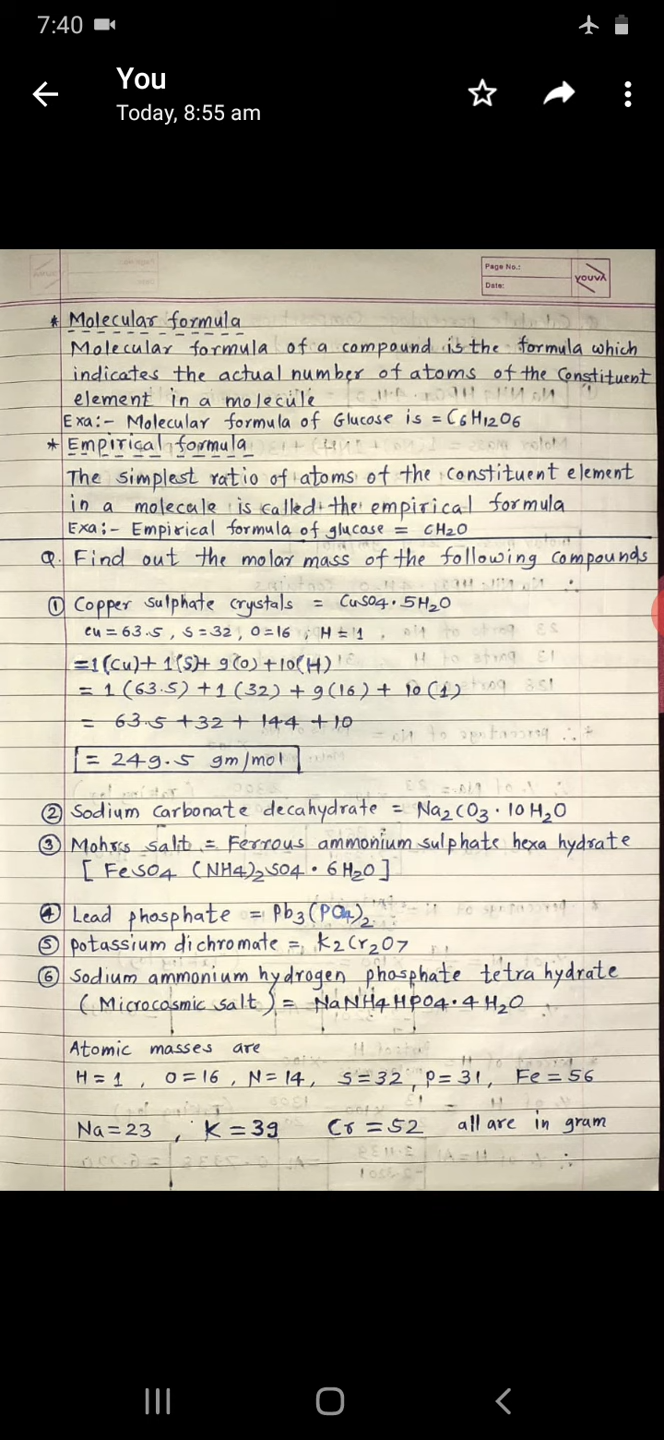 7:40
You
Today, 8:55 am
Page No.:
Date:
youva
* Molecular formula
Molecular formula of a compound is the formula which
indicates the actual number of atoms of the constituent
element in a molecule
Exa:- Molecular formula of Glucose is = C6H12O6
* Empirical formula
The simplest ratio of atoms of the constituent element
in a molecule is called the empirical formula
Exa:- Empirical formula of glucose = CH2O
Q. Find out the molar mass of the following compounds
① Copper sulphate crystals = CuSO4·5H2O
Cu = 63.5, S = 32, O = 16, H = 1
= 1(Cu) + 1(S) + 9(O) + 10(H)
= 1(63.5) + 1(32) + 9(16) + 10(1)
= 63.5 + 32 + 144 + 10
= 249.5 gm/mol
② Sodium Carbonate decahydrate = Na2CO3·10H2O
③ Mohrs salt = Ferrous ammonium sulphate hexa hydrate
[FeSO4 (NH4)2SO4·6H2O]
④ Lead phosphate = Pb3(PO4)2
⑤ potassium dichromate = K2Cr2O7
⑥ Sodium ammonium hydrogen phosphate tetra hydrate
(Microcosmic salt) = NaNH4HPO4·4H2O
Atomic masses are
H = 1, O = 16, N = 14, S = 32, P = 31, Fe = 56
Na = 23, K = 39 Cr = 52 all are in gram